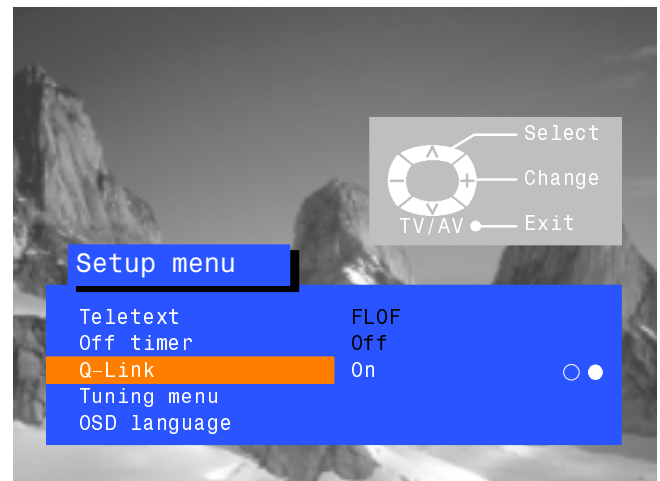 Select
Change
TV/AV Exit
Setup menu
Teletext FLOF
Off timer Off
Q-Link On
Tuning menu
OSD language